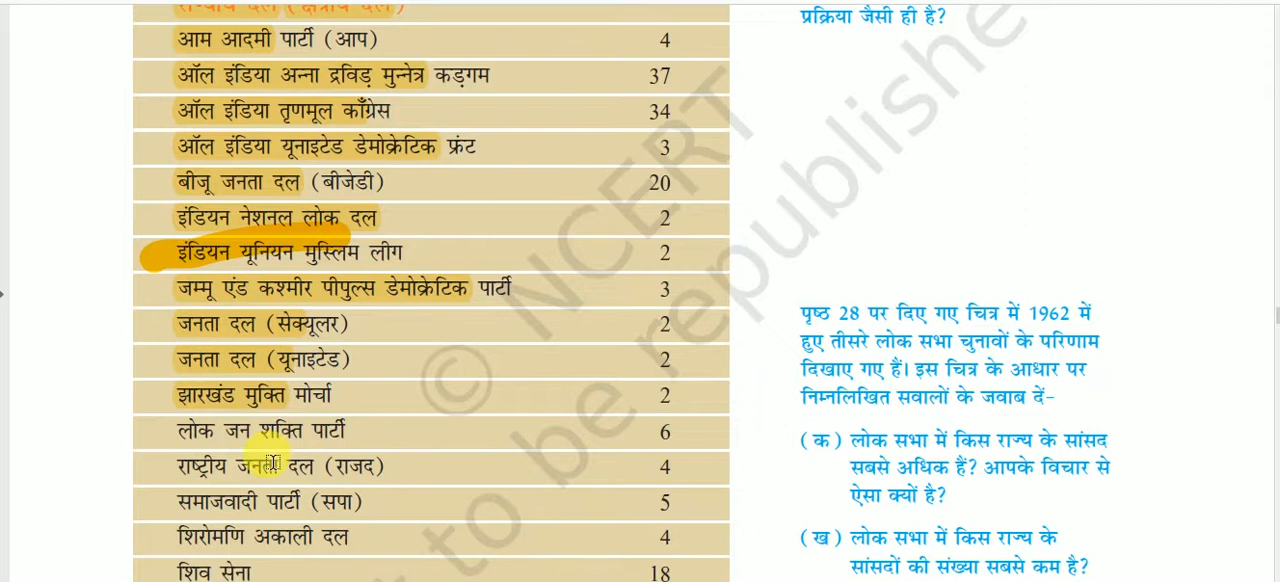 राज्यीय दल (क्षेत्रीय दल)
आम आदमी पार्टी (आप) 4
ऑल इंडिया अन्ना द्रविड़ मुन्नेत्र कड़गम 37
ऑल इंडिया तृणमूल काँग्रेस 34
ऑल इंडिया यूनाइटेड डेमोक्रेटिक फ्रंट 3
बीजू जनता दल (बीजेडी) 20
इंडियन नेशनल लोक दल 2
इंडियन यूनियन मुस्लिम लीग 2
जम्मू एंड कश्मीर पीपुल्स डेमोक्रेटिक पार्टी 3
जनता दल (सेक्यूलर) 2
जनता दल (यूनाइटेड) 2
झारखंड मुक्ति मोर्चा 2
लोक जन शक्ति पार्टी 6
राष्ट्रीय जनता दल (राजद) 4
समाजवादी पार्टी (सपा) 5
शिरोमणि अकाली दल 4
शिव सेना 18
प्रक्रिया जैसी ही है?
पृष्ठ 28 पर दिए गए चित्र में 1962 में
हुए तीसरे लोक सभा चुनावों के परिणाम
दिखाए गए हैं। इस चित्र के आधार पर
निम्नलिखित सवालों के जवाब दें-
(क) लोक सभा में किस राज्य के सांसद
सबसे अधिक हैं? आपके विचार से
ऐसा क्यों है?
(ख) लोक सभा में किस राज्य के
सांसदों की संख्या सबसे कम है?
© NCERT
not to be republishe